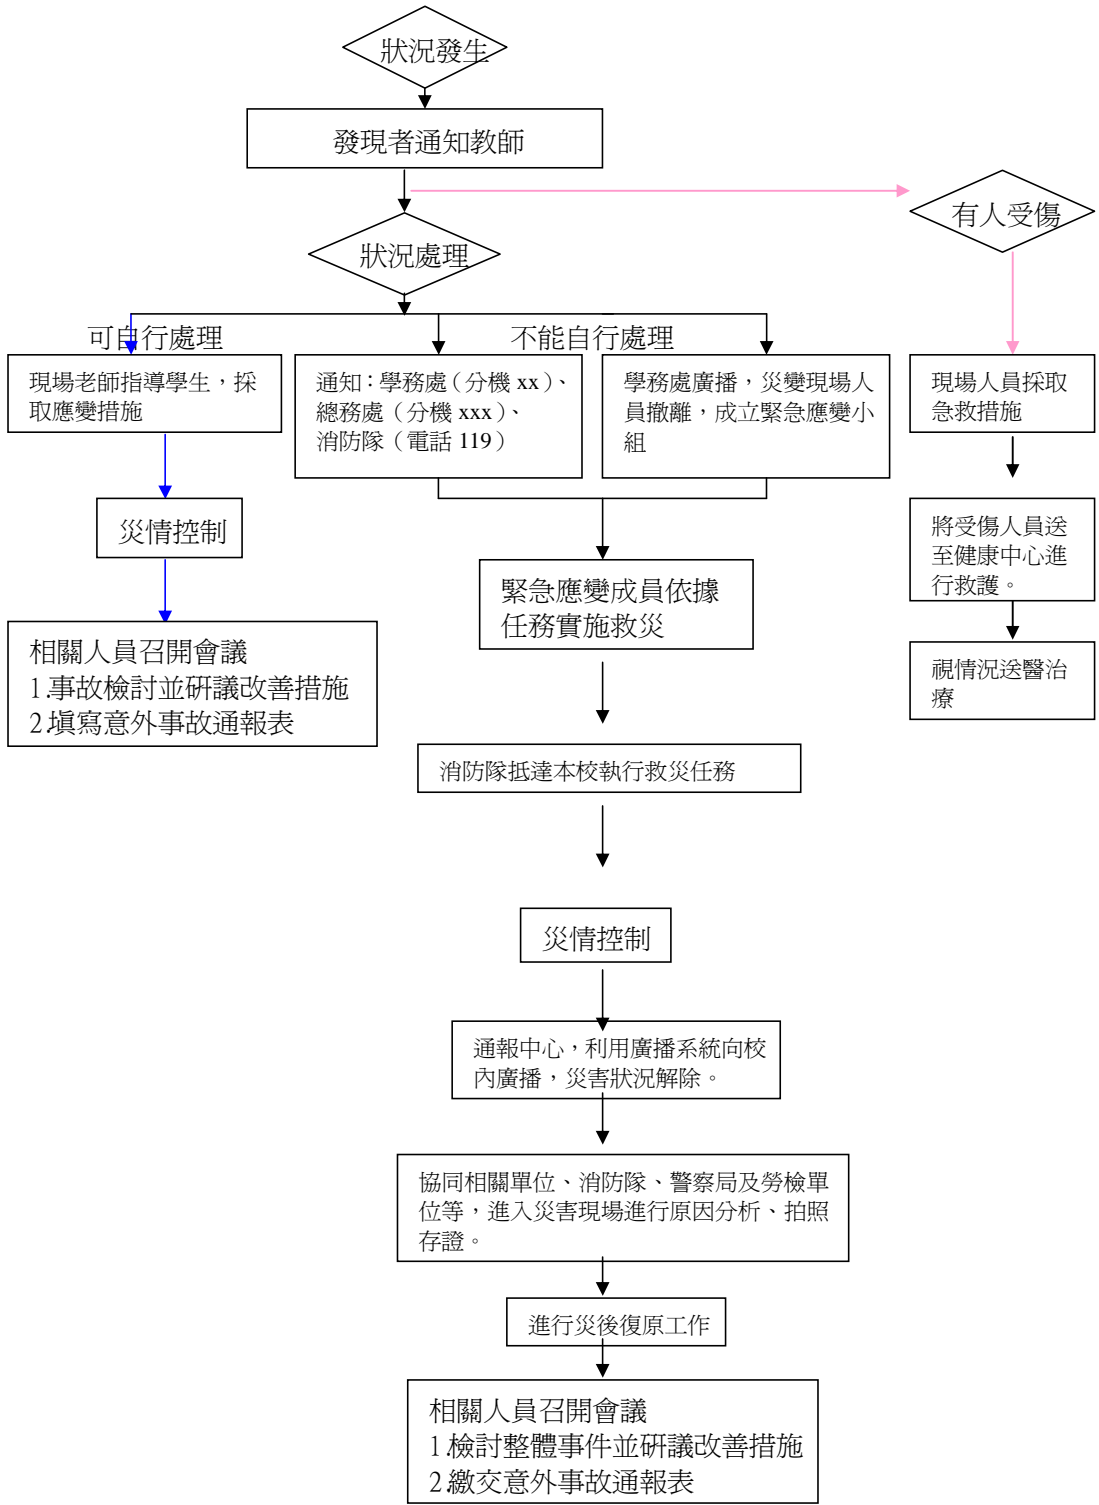 狀況發生
發現者通知教師
有人受傷
狀況處理
可自行處理
不能自行處理
現場老師指導學生，採
取應變措施
通知：學務處（分機 xx）、
總務處（分機 xxx）、
消防隊（電話 119）
學務處廣播，災變現場人
員撤離，成立緊急應變小
組
現場人員採取
急救措施
災情控制
將受傷人員送
至健康中心進
行救護。
緊急應變成員依據
任務實施救災
相關人員召開會議
1.事故檢討並研議改善措施
2.填寫意外事故通報表
視情況送醫治
療
消防隊抵達本校執行救災任務
災情控制
通報中心，利用廣播系統向校
內廣播，災害狀況解除。
協同相關單位、消防隊、警察局及勞檢單
位等，進入災害現場進行原因分析、拍照
存證。
進行災後復原工作
相關人員召開會議
1.檢討整體事件並研議改善措施
2.繳交意外事故通報表